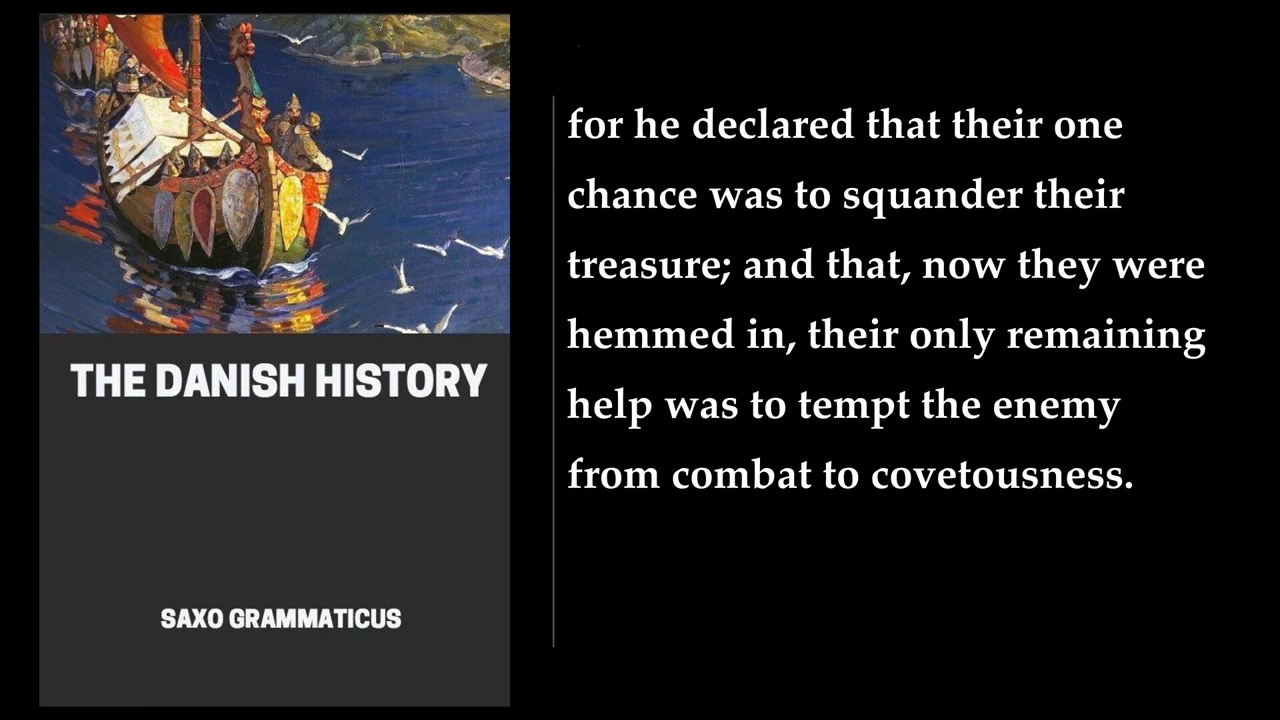 THE DANISH HISTORY
SAXO GRAMMATICUS
for he declared that their one
chance was to squander their
treasure; and that, now they were
hemmed in, their only remaining
help was to tempt the enemy
from combat to covetousness.